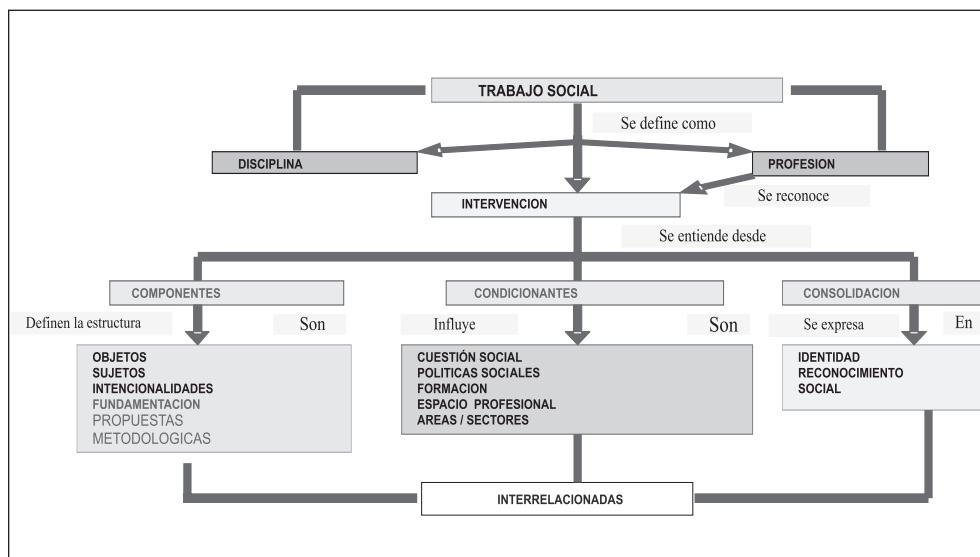 TRABAJO SOCIAL
Se define como
DISCIPLINA
PROFESION
Se reconoce
INTERVENCION
Se entiende desde
COMPONENTES
CONDICIONANTES
CONSOLIDACION
Definen la estructura
Son
Influye
Son
Se expresa
En
OBJETOS
SUJETOS
INTENCIONALIDADES
FUNDAMENTACION
PROPUESTAS
METODOLOGICAS
CUESTIÓN SOCIAL
POLITICAS SOCIALES
FORMACION
ESPACIO PROFESIONAL
AREAS / SECTORES
IDENTIDAD
RECONOCIMIENTO
SOCIAL
INTERRELACIONADAS